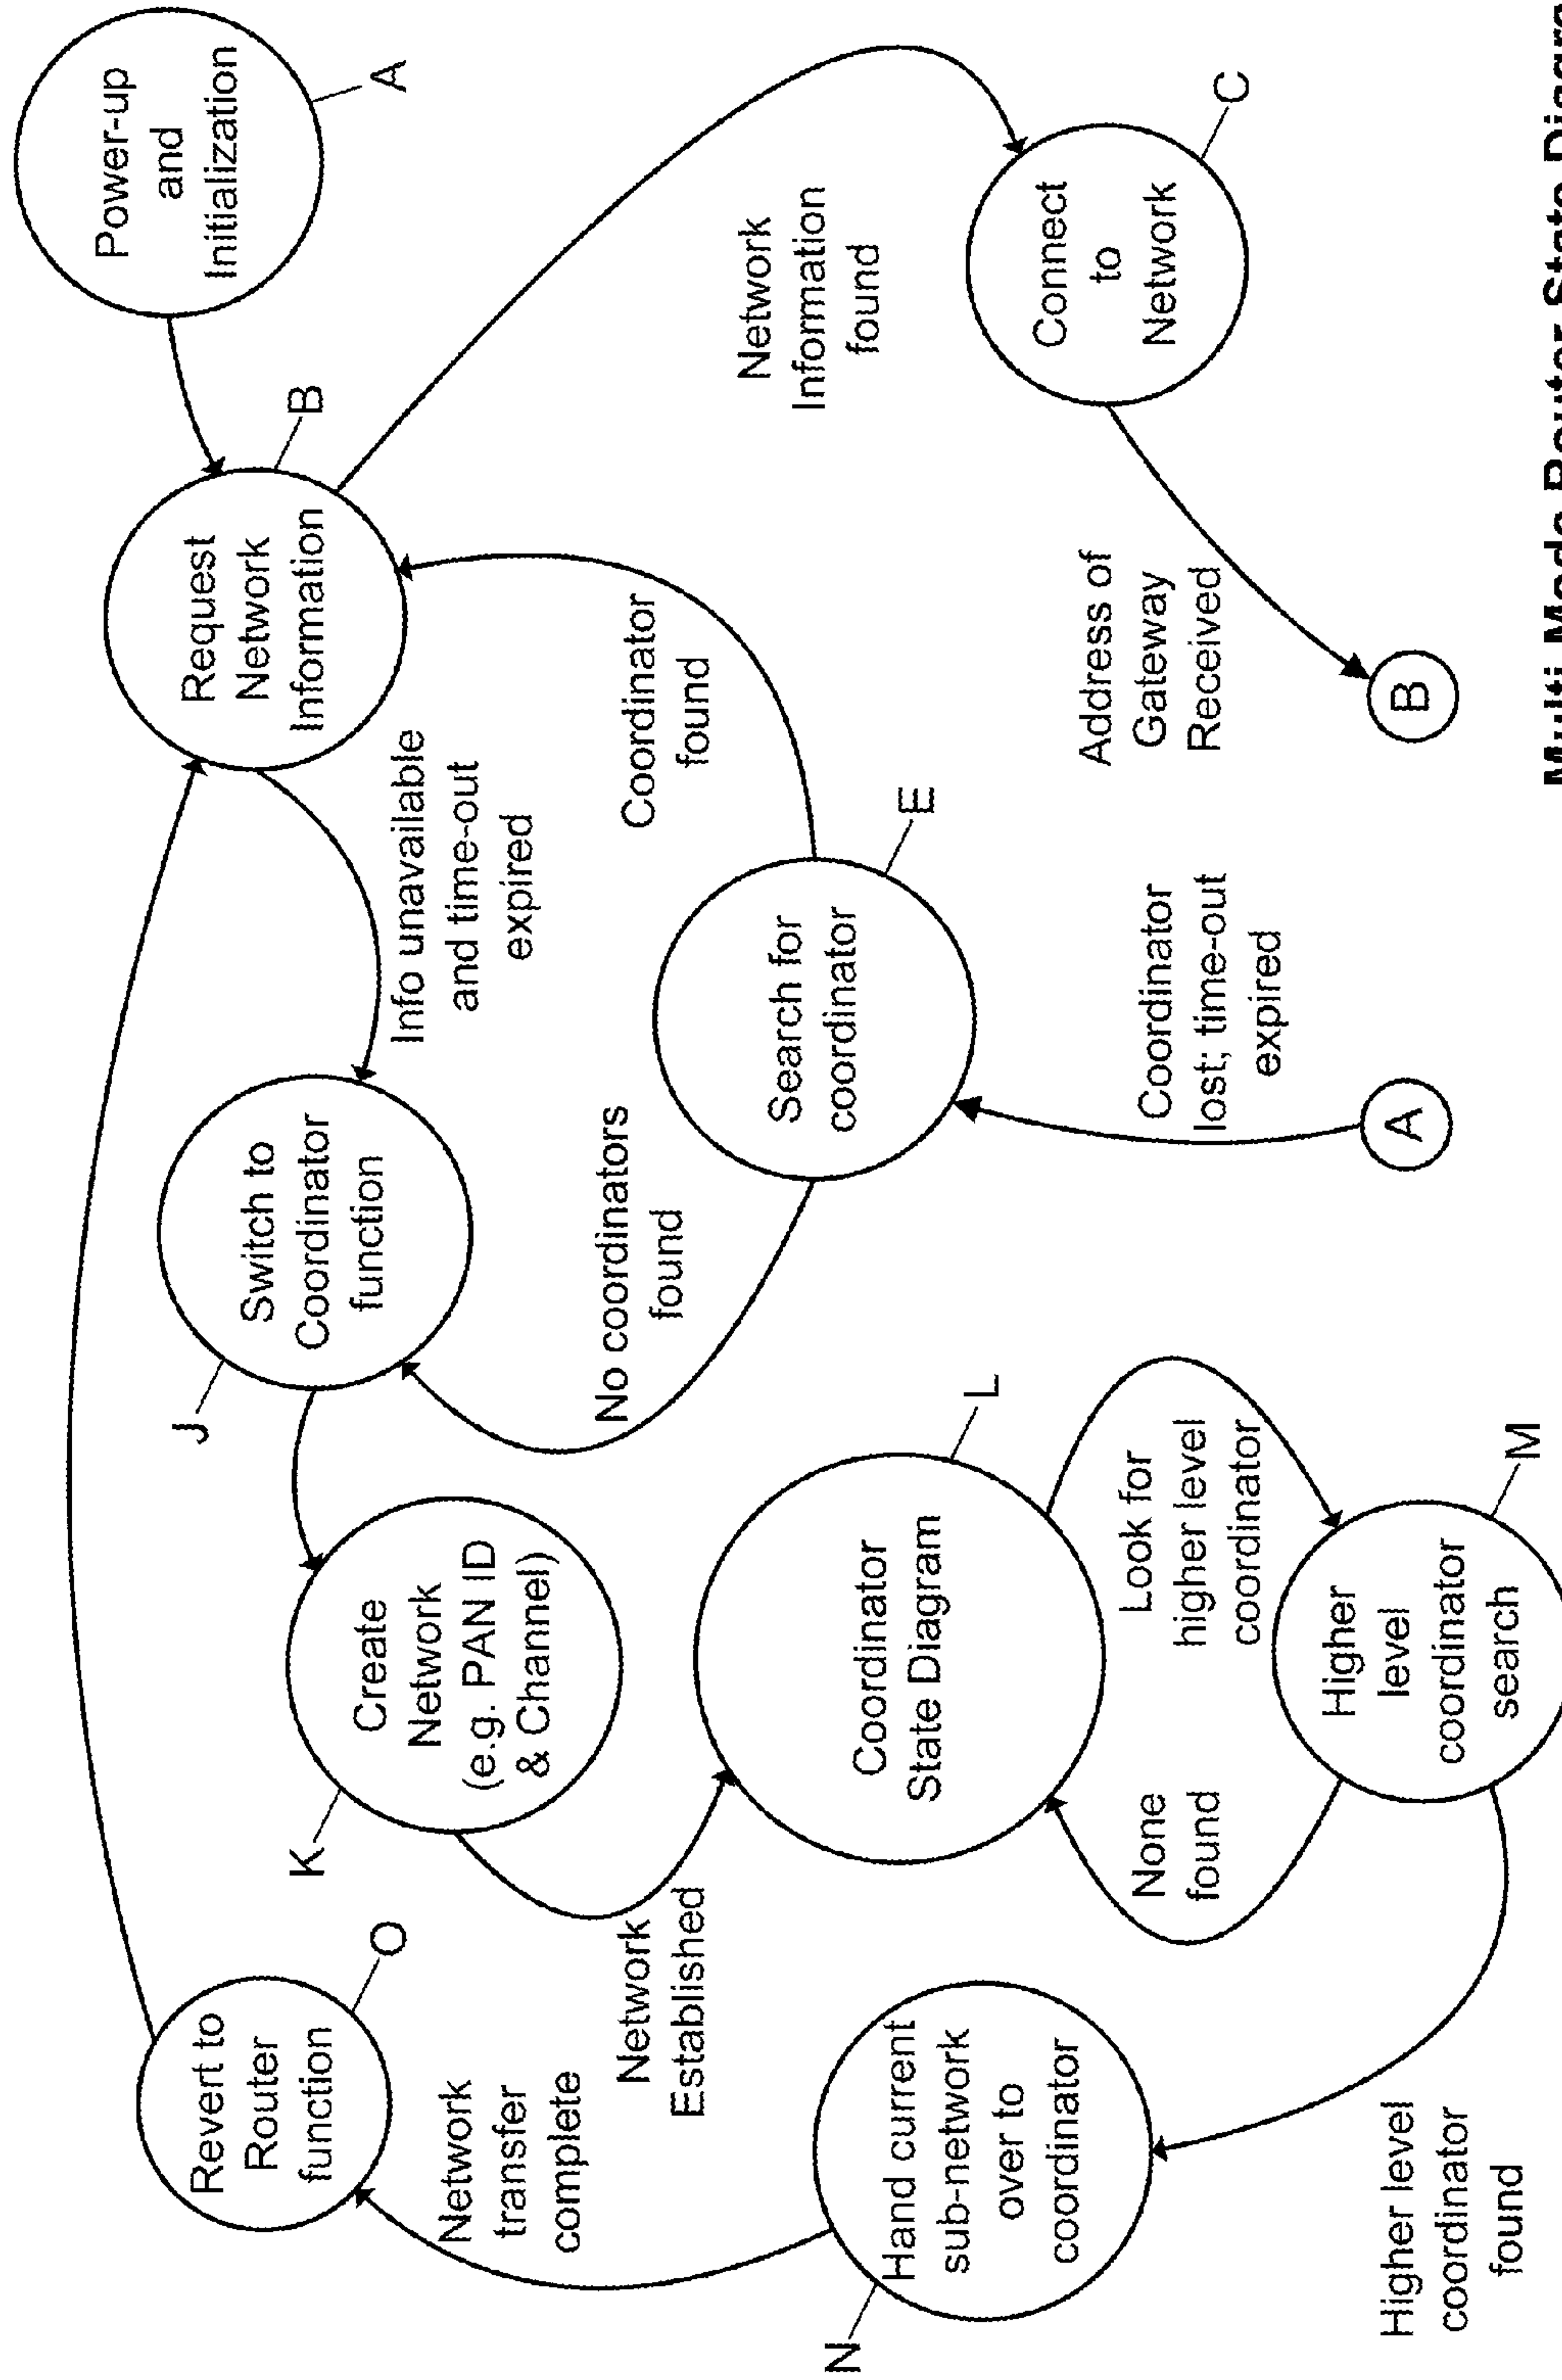 Power-up
and
Initialization
A
Request
Network
Information
B
Switch to
Coordinator
function
J
Info unavailable
and time-out
expired
Revert to
Router
function
O
Create
Network
(e.g. PAN ID
& Channel)
K
Network
transfer
complete
Network
Established
No coordinators
found
Coordinator
found
Network
Information
found
Hand current
sub-network
over to
coordinator
N
Coordinator
State Diagram
L
Search for
coordinator
E
Connect
to
Network
C
None
found
Look for
higher level
coordinator
Coordinator
lost; time-out
expired
Address of
Gateway
Received
Higher level
coordinator
found
Higher
level
coordinator
search
M
A
B
Multi-Mode Router State